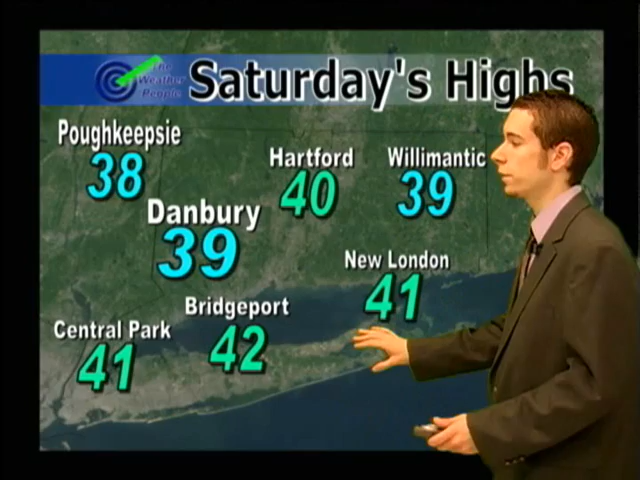 The
Weather
People
Saturday's Highs
Poughkeepsie
38
Hartford
40
Willimantic
39
Danbury
39
New London
41
Bridgeport
42
Central Park
41